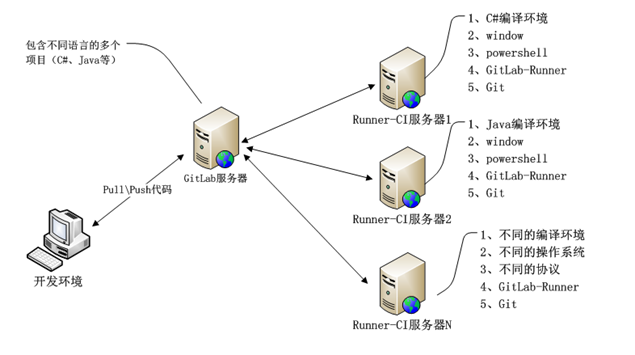 包含不同语言的多个
项目（C#、Java等）
GitLab服务器
Pull\Push代码
开发环境
1、C#编译环境
2、window
3、powershell
4、GitLab-Runner
5、Git
Runner-CI服务器1
1、Java编译环境
2、window
3、powershell
4、GitLab-Runner
5、Git
Runner-CI服务器2
1、不同的编译环境
2、不同的操作系统
3、不同的协议
4、GitLab-Runner
5、Git
Runner-CI服务器N